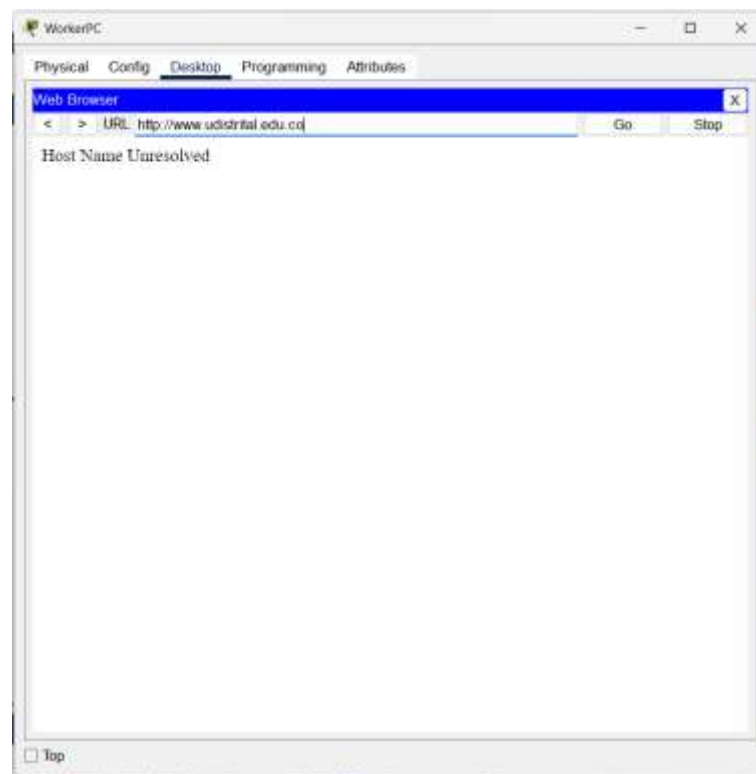 WorkerPC
Physical Config Desktop Programming Attributes
Web Browser X
< > URL http://www.udistrital.edu.co Go Stop
Host Name Unresolved
Top